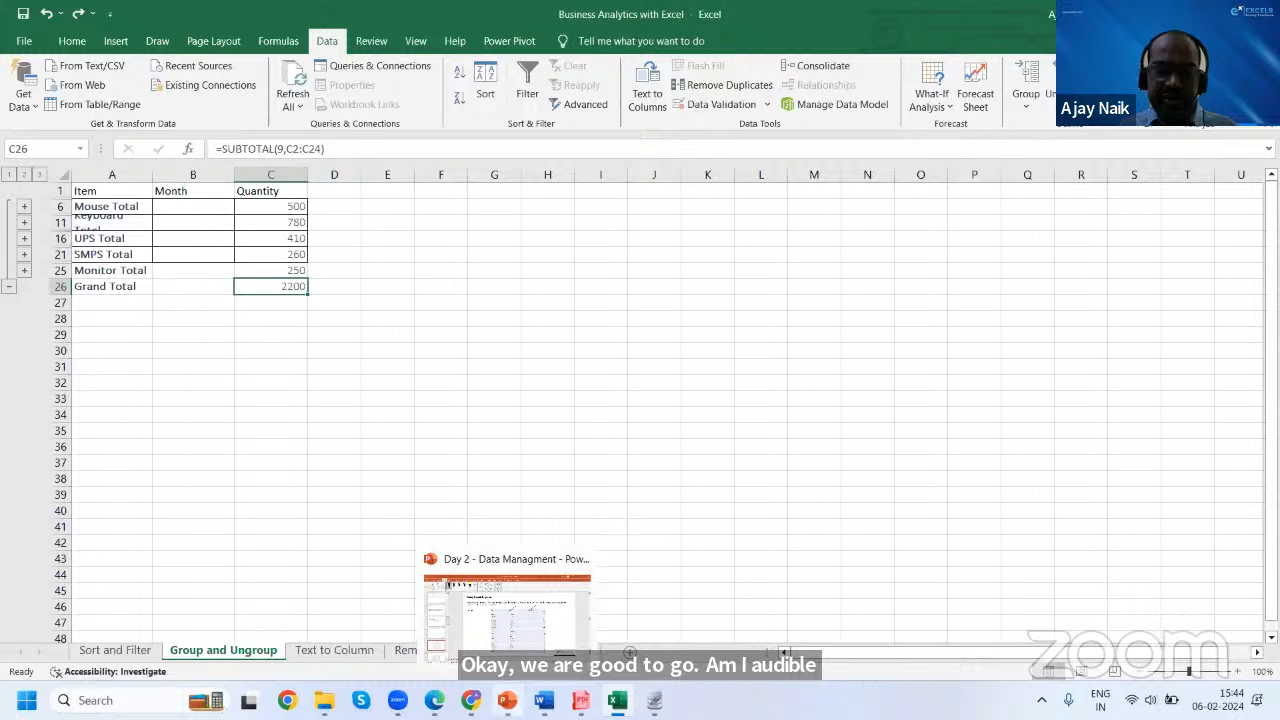 Business Analytics with Excel - Excel
A
EXCELR
File Home Insert Draw Page Layout Formulas Data Review View Help Power Pivot Tell me what you want to do
From Text/CSV Recent Sources Queries & Connections Clear Flash Fill Consolidate
From Web Existing Connections Properties Reapply Remove Duplicates Relationships
Get Data From Table/Range Refresh All Workbook Links Sort Filter Advanced Text to Columns Data Validation Manage Data Model What-If Analysis Forecast Sheet Group Un
Get & Transform Data Queries & Connections Sort & Filter Data Tools Forecast
Ajay Naik
C26 fx =SUBTOTAL(9,C2:C24)
1 2 3 A B C D E F G H I J K L M N O P Q R S T U
1 Item Month Quantity
6 Mouse Total 500
11 Keyboard Total 780
16 UPS Total 410
21 SMPS Total 260
25 Monitor Total 250
26 Grand Total 2200
27
28
29
30
31
32
33
34
35
36
37
38
39
40
41
42
43
44
45
46
47
48
Day 2 - Data Managment - Pow...
Sort and Filter Group and Ungroup Text to Column Rem
Okay, we are good to go. Am I audible
zoom
Ready Accessibility: Investigate 100%
Search zoom ENG IN 15:44 06-02-2024